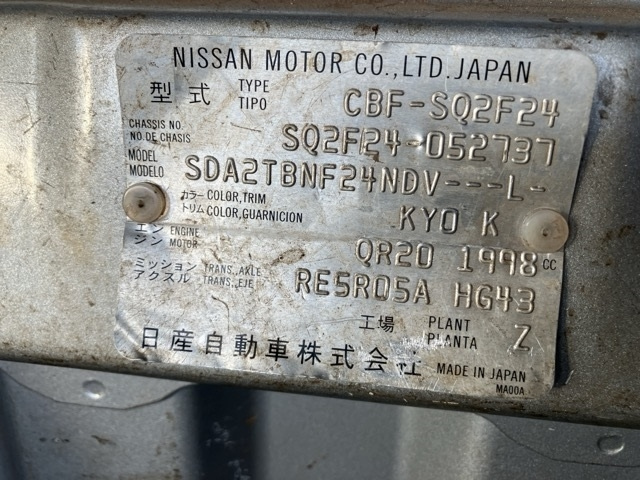 NISSAN MOTOR CO.,LTD.JAPAN
型式 TYPE TIPO CBF-SQ2F24
CHASSIS NO. NO.DE CHASIS SQ2F24-052737
MODEL MODELO SDA2TBNF24NDV---L-
カラー COLOR,TRIM トリム COLOR,GUARNICION KYO K
エンジン ENGINE MOTOR QR20 1998 CC
ミッション TRANS.,AXLE アクスル TRANS.,EJE RE5R05A HG43
工場 PLANT PLANTA Z
日産自動車株式会社 MADE IN JAPAN
MA00A